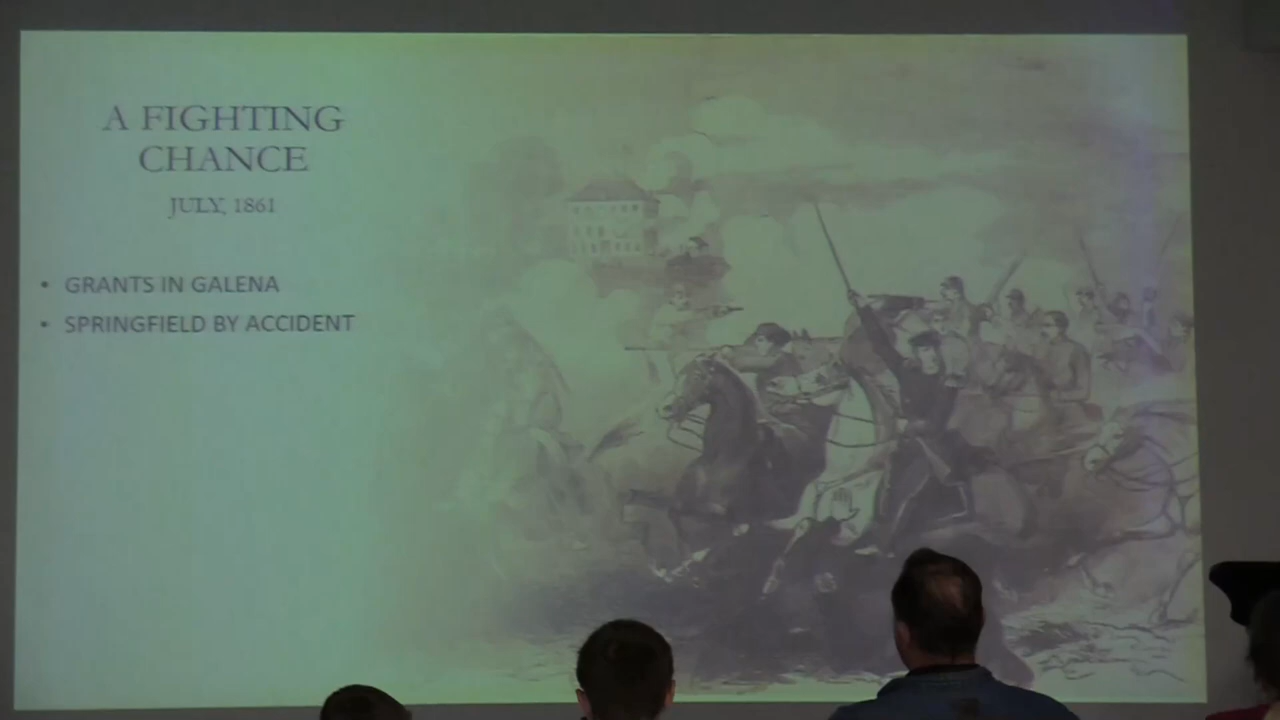 A FIGHTING
CHANCE
JULY, 1861
• GRANTS IN GALENA
• SPRINGFIELD BY ACCIDENT